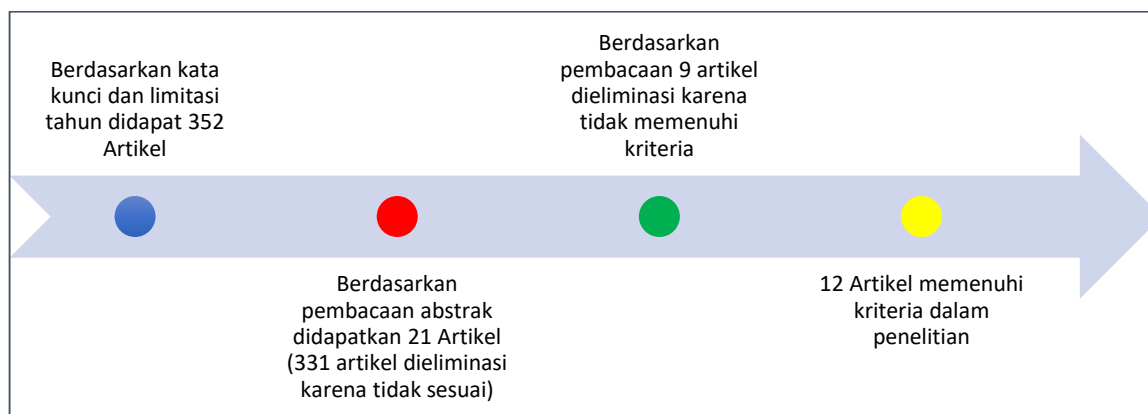 Berdasarkan kata
kunci dan limitasi
tahun didapat 352
Artikel
Berdasarkan
pembacaan abstrak
didapatkan 21 Artikel
(331 artikel dieliminasi
karena tidak sesuai)
Berdasarkan
pembacaan 9 artikel
dieliminasi karena
tidak memenuhi
kriteria
12 Artikel memenuhi
kriteria dalam
penelitian